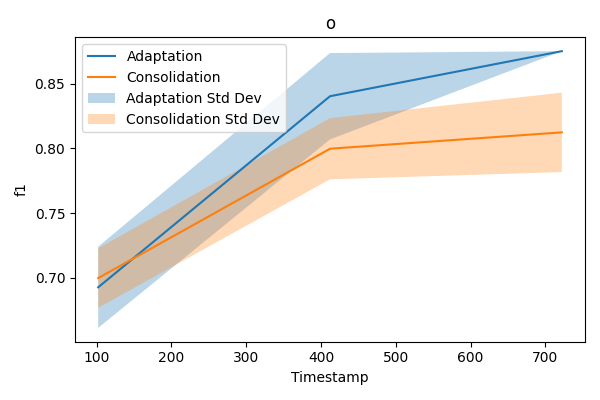 o
Adaptation
Consolidation
Adaptation Std Dev
Consolidation Std Dev
0.85
0.80
0.75
0.70
f1
100 200 300 400 500 600 700
Timestamp